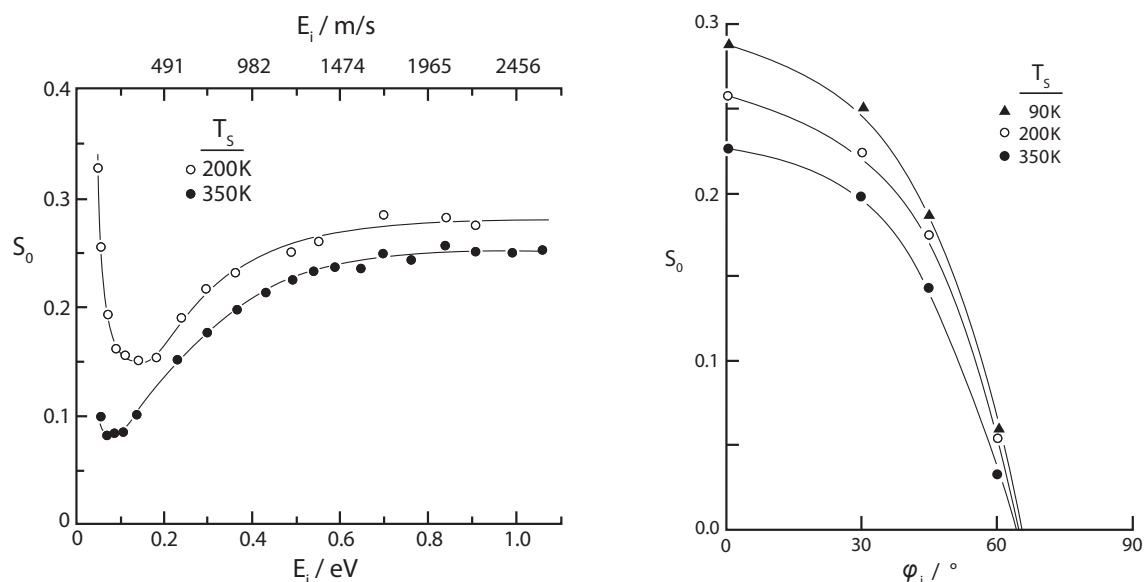 E_i / m/s
491 982 1474 1965 2456
0.4
0.3
0.2
0.1
0
S_0
T_S
200K
350K
0 0.2 0.4 0.6 0.8 1.0
E_i / eV
0.3
0.1
0.0
S_0
T_S
90K
200K
350K
0 30 60 90
φ_i / °